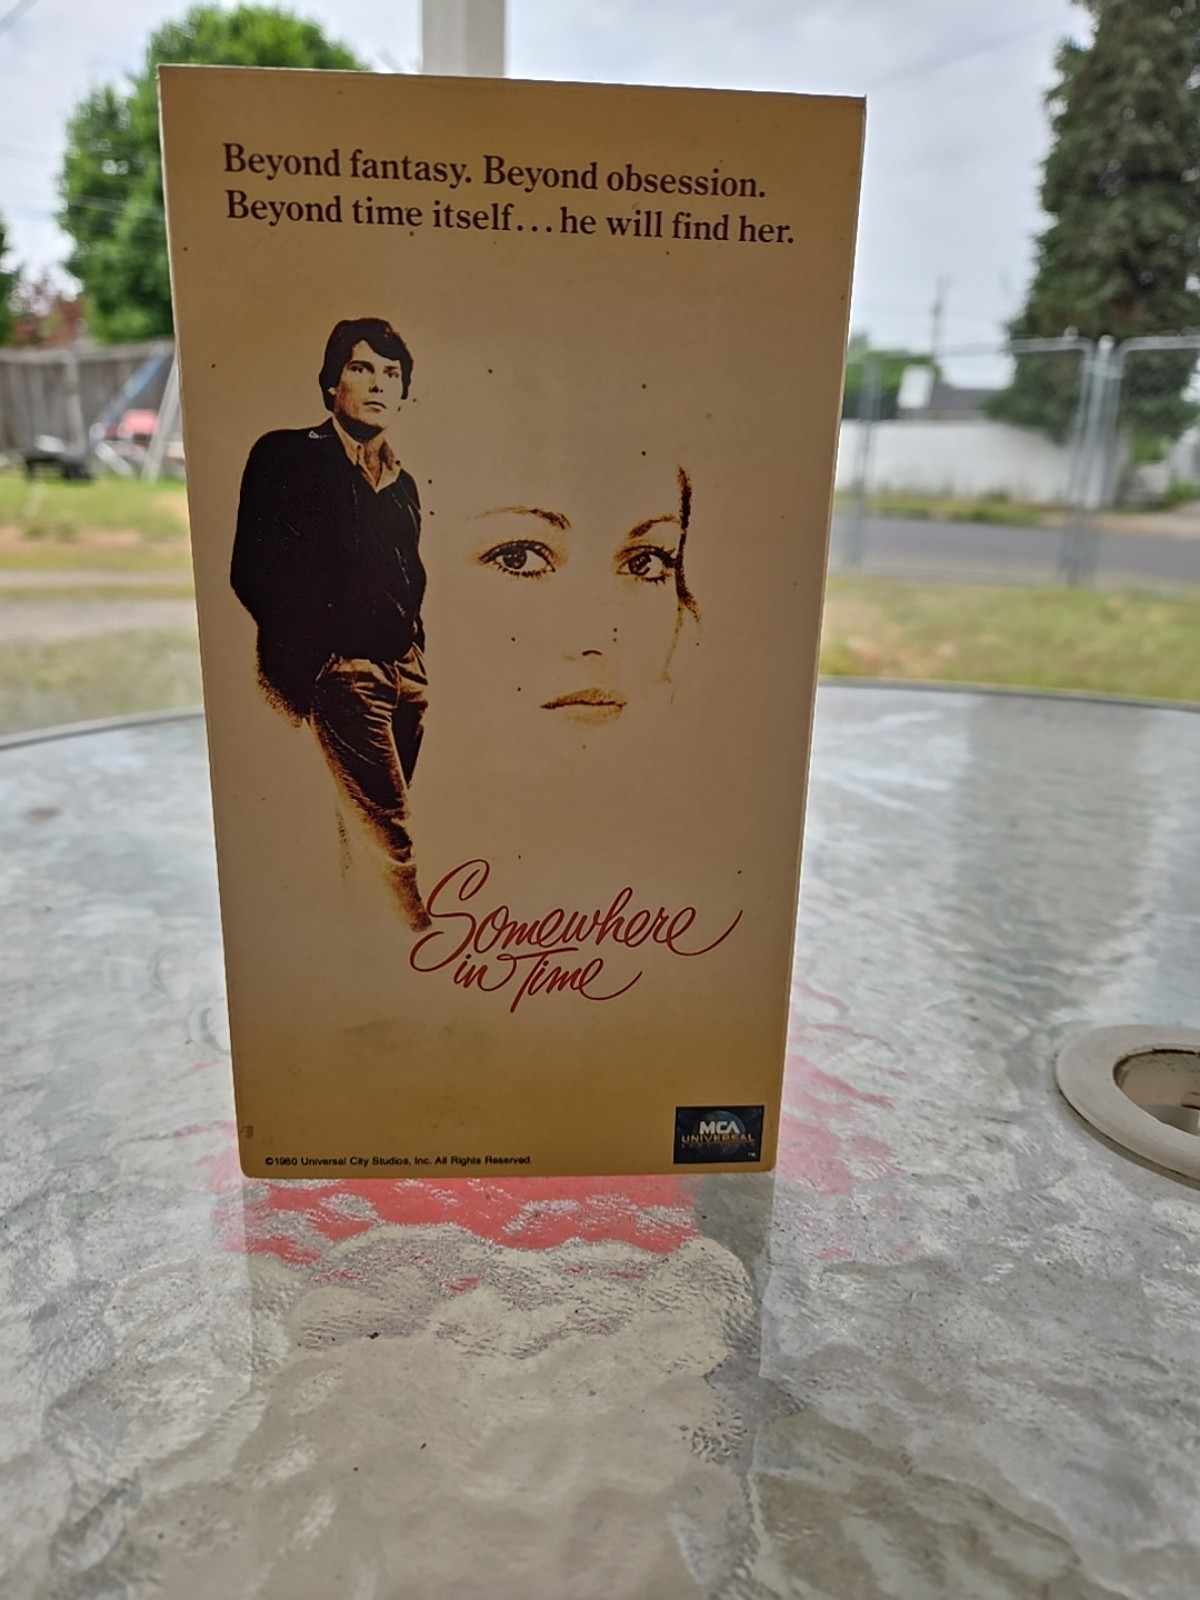 Beyond fantasy. Beyond obsession.
Beyond time itself...he will find her.
Somewhere
in Time
©1980 Universal City Studios, Inc. All Rights Reserved.
MCA
UNIVERSAL